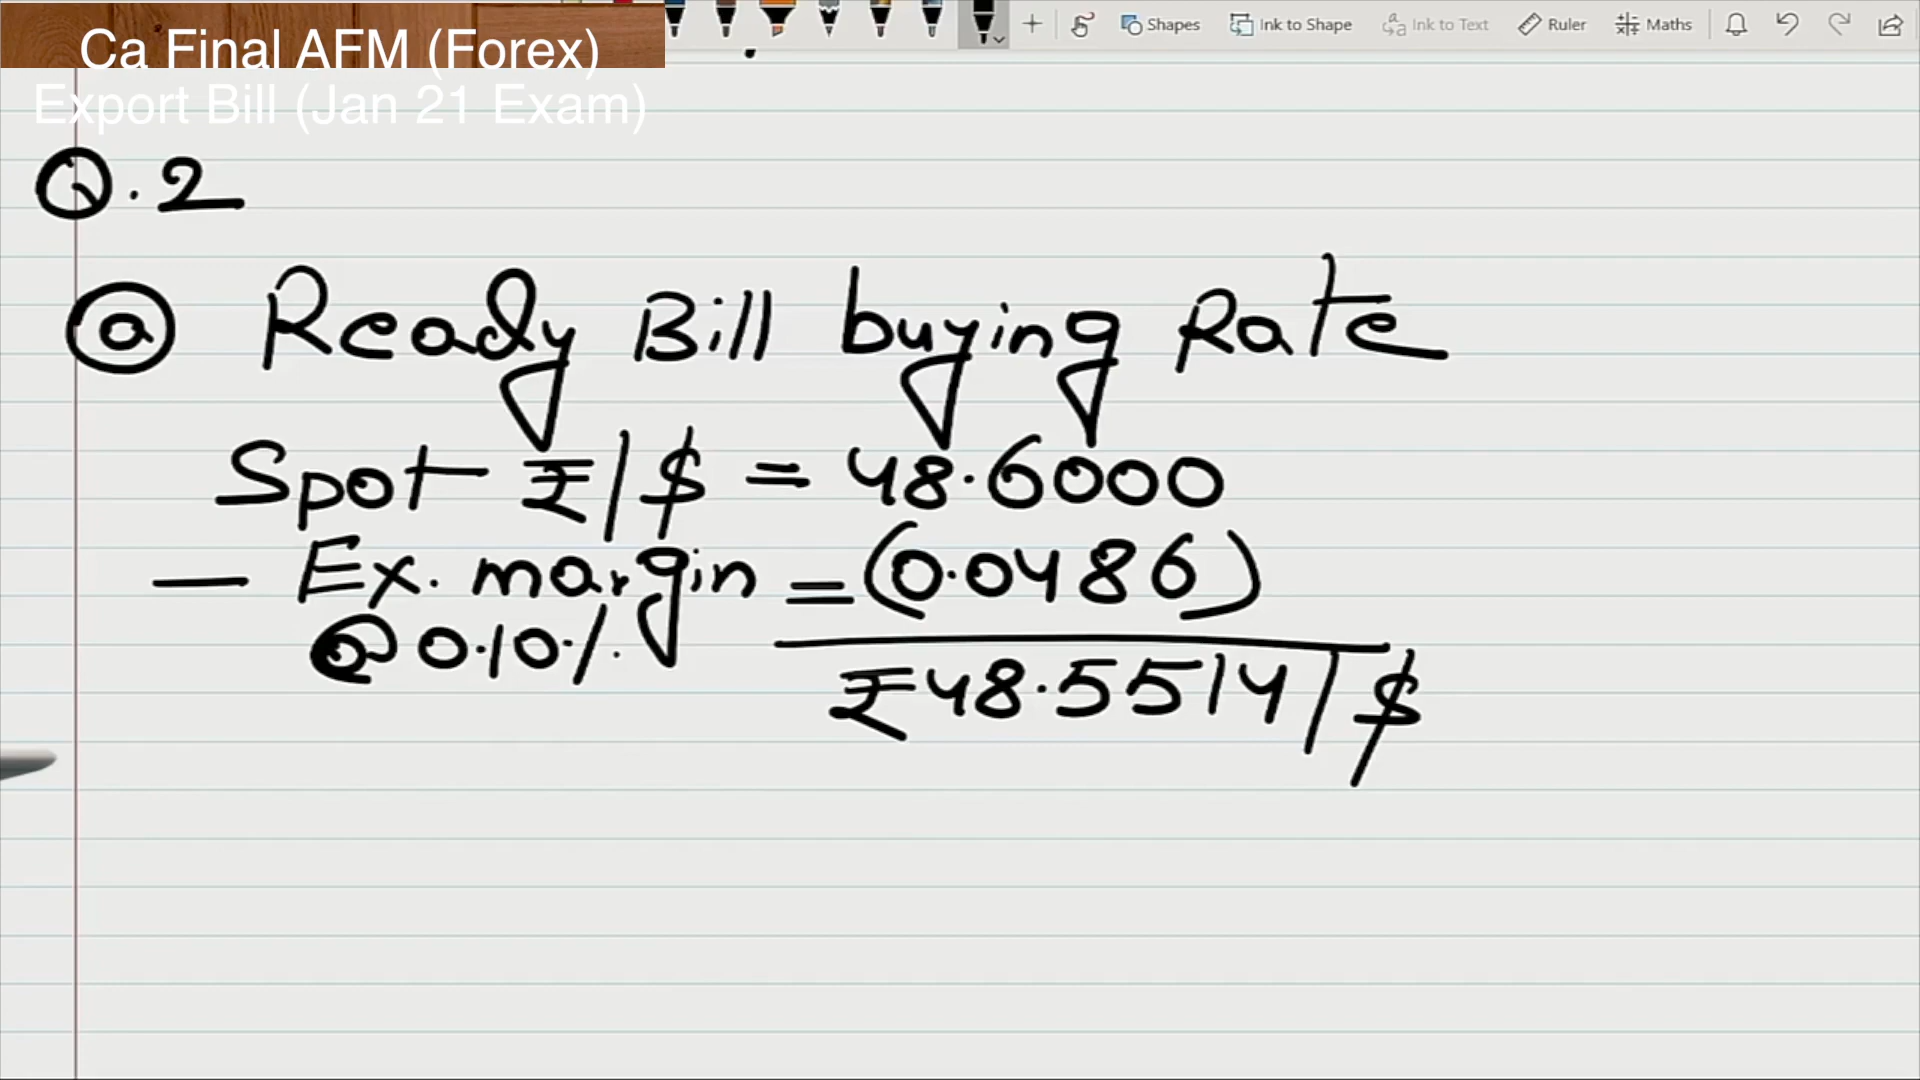 Ca Final AFM (Forex)
Export Bill (Jan 21 Exam)
Shapes Ink to Shape Ink to Text Ruler Maths
Q.2
ⓐ Ready Bill buying Rate
Spot ₹/$ = 48.6000
— Ex. margin = (0.0486)
@ 0.10%
₹48.5514/$